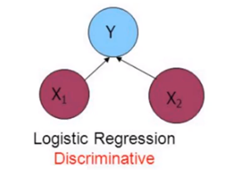 Y
X₁ X₂
Logistic Regression
Discriminative